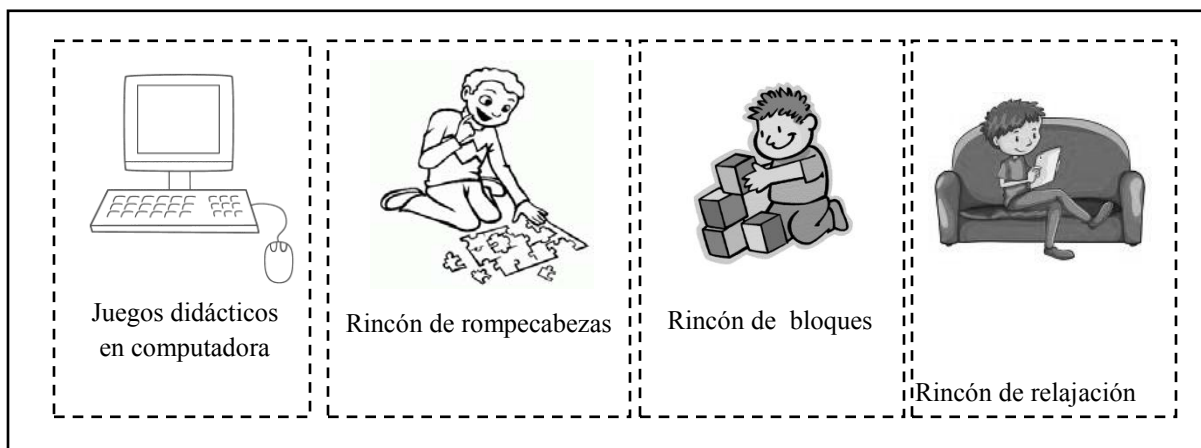 Juegos didácticos
en computadora
Rincón de rompecabezas
Rincón de  bloques
Rincón de relajación